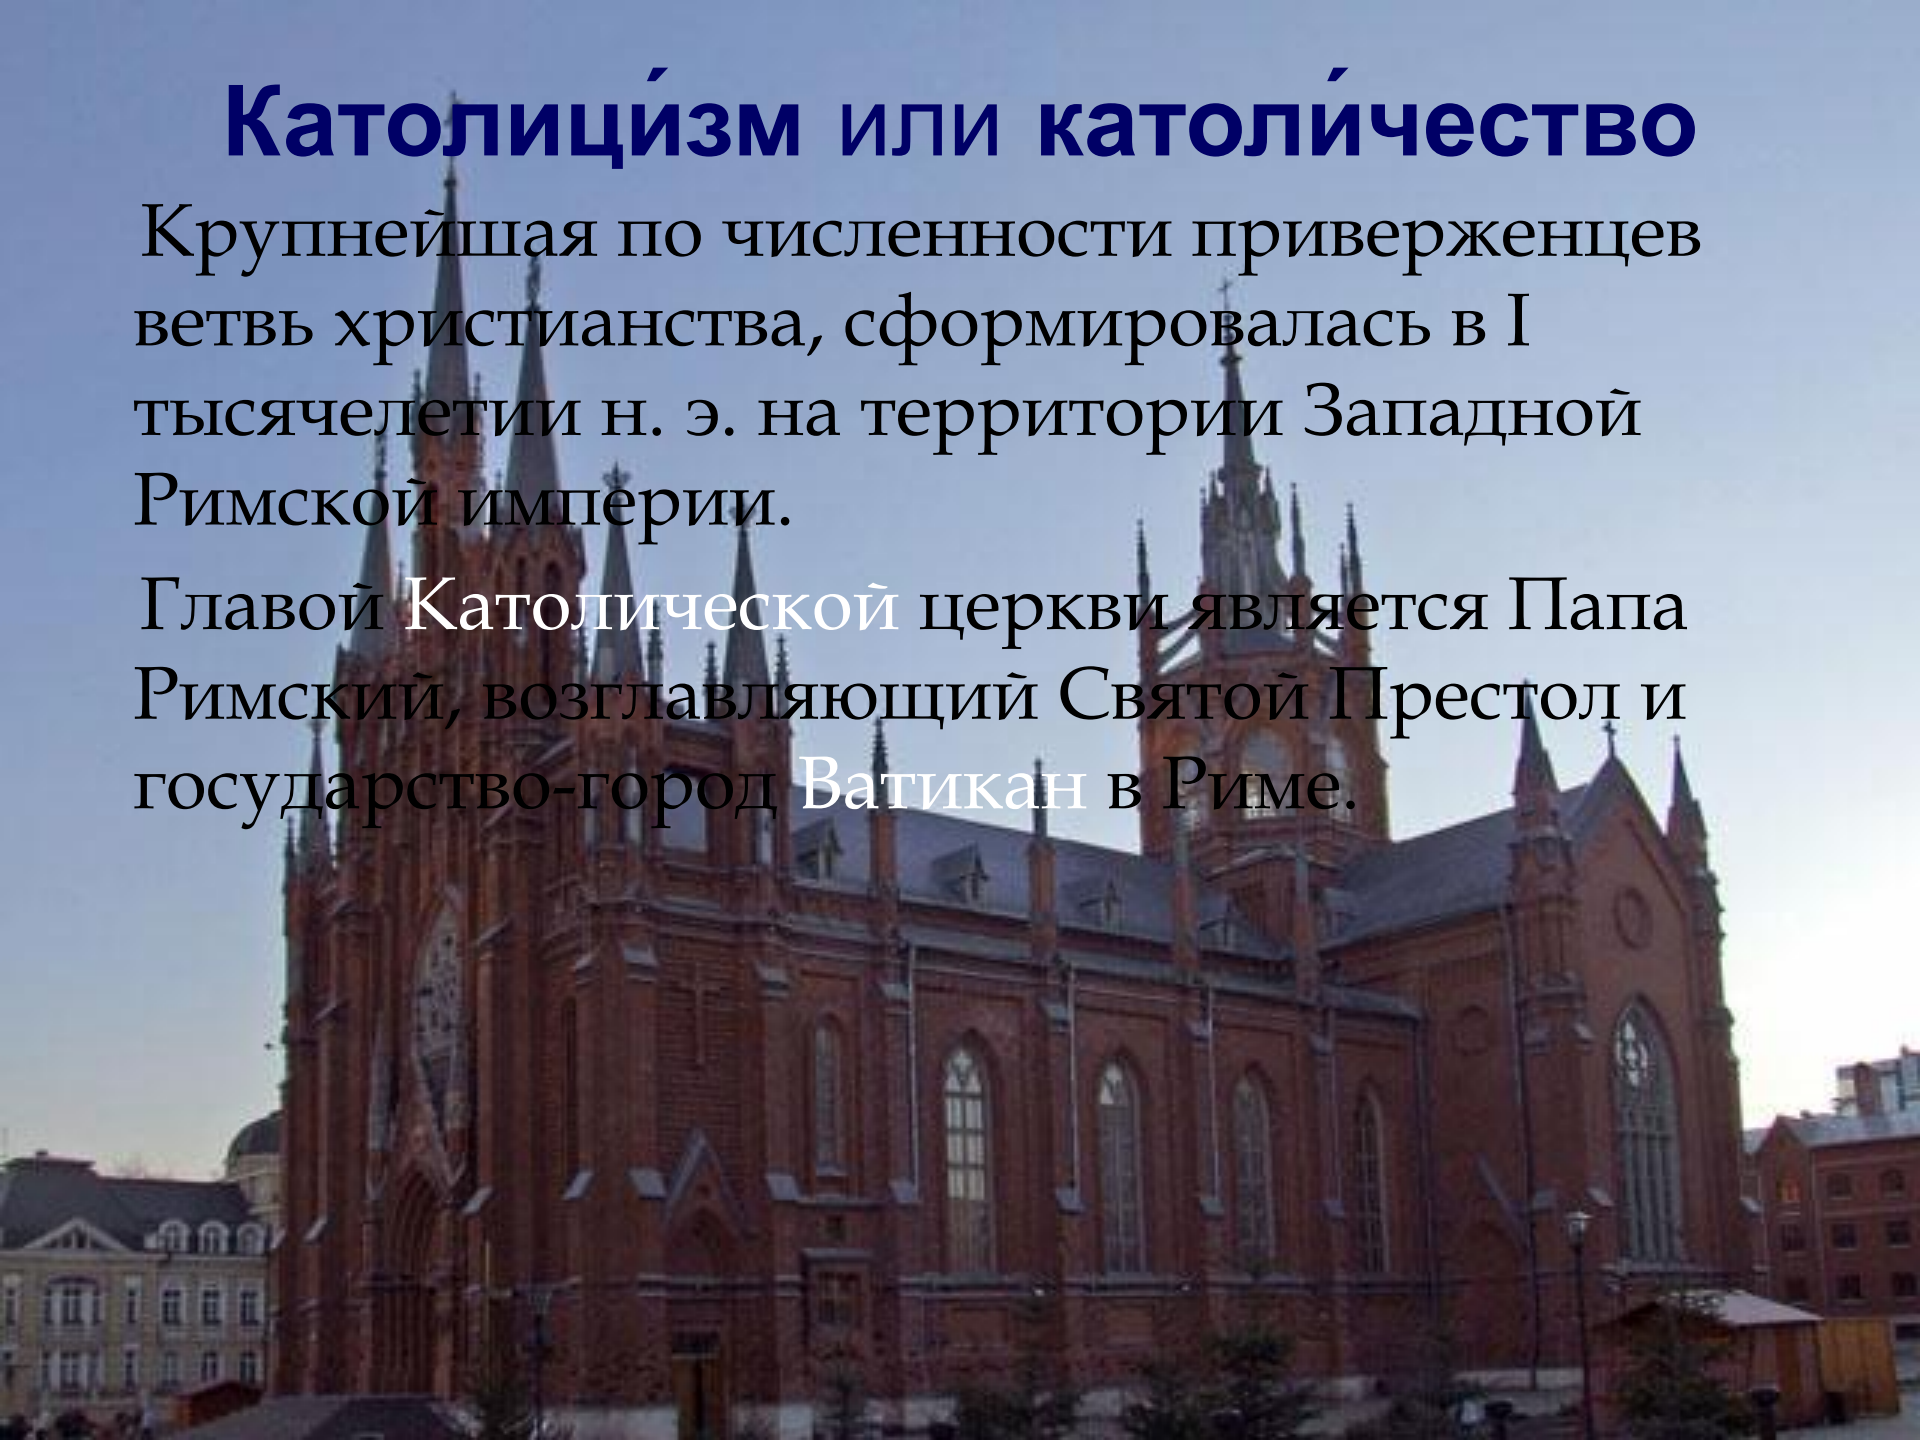 Католици́зм или католи́чество
Крупнейшая по численности приверженцев
ветвь христианства, сформировалась в I
тысячелетии н. э. на территории Западной
Римской империи.
Главой Католической церкви является Папа
Римский, возглавляющий Святой Престол и
государство-город Ватикан в Риме.